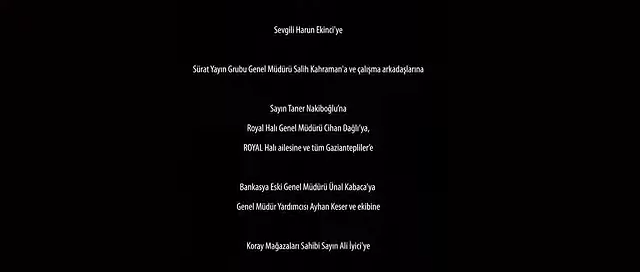 Sevgili Harun Ekinci'ye
Sürat Yayın Grubu Genel Müdürü Salih Kahraman'a ve çalışma arkadaşlarına
Sayın Taner Nakiboğlu'na
Royal Halı Genel Müdürü Cihan Dağlı'ya,
ROYAL Halı ailesine ve tüm Gaziantepliler'e
Bankasya Eski Genel Müdürü Ünal Kabaca'ya
Genel Müdür Yardımcısı Ayhan Keser ve ekibine
Koray Mağazaları Sahibi Sayın Ali İyici'ye